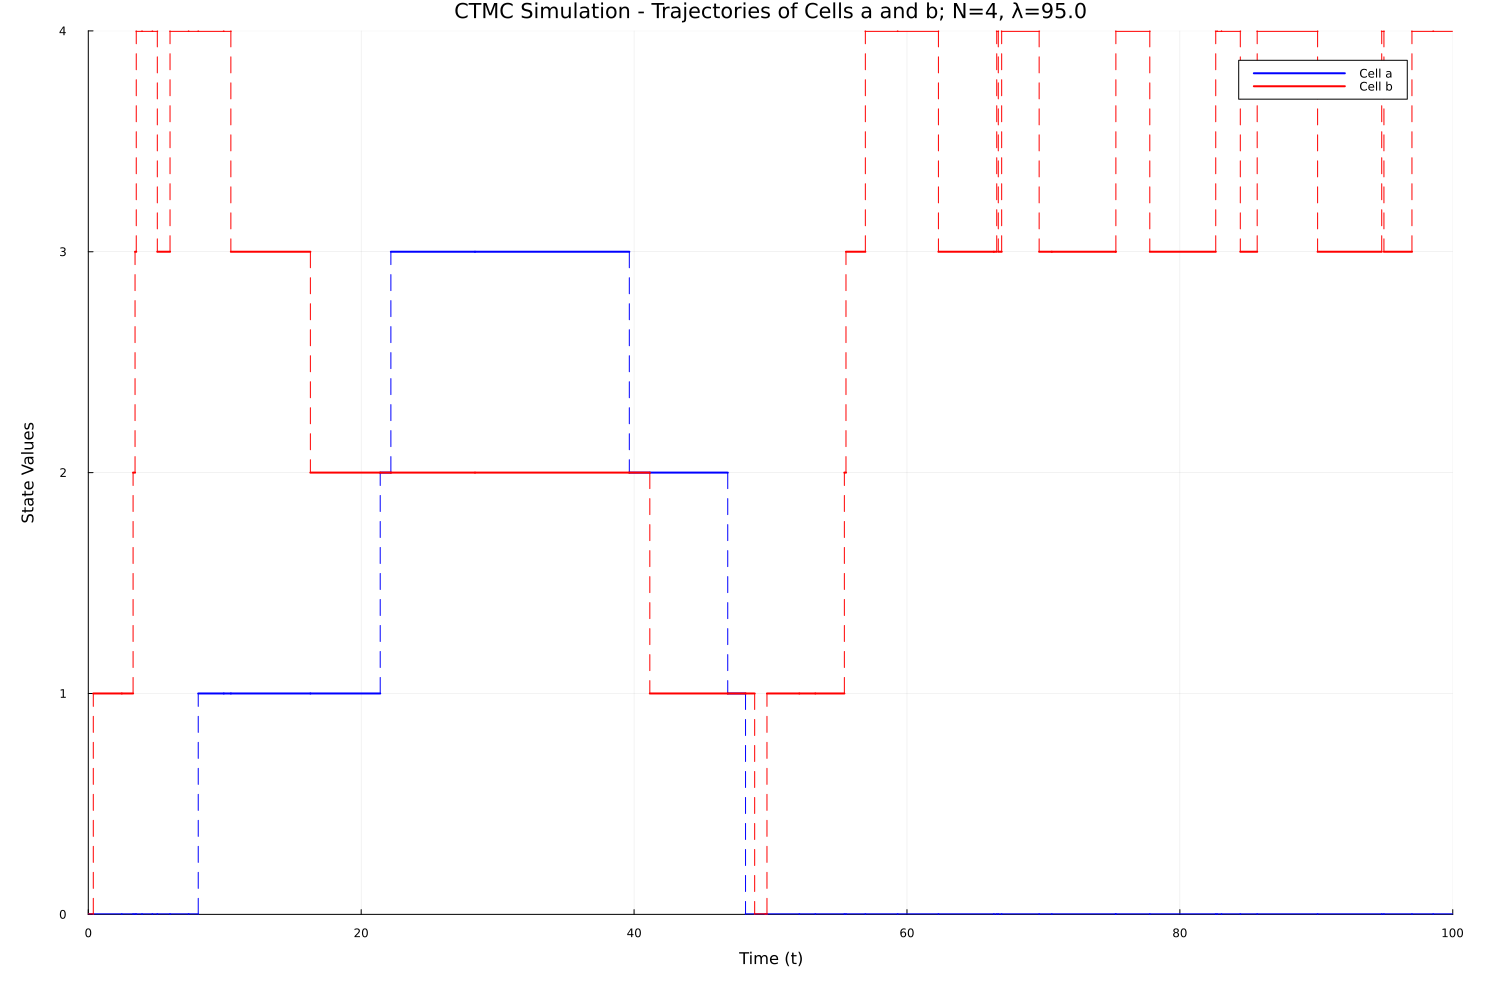 CTMC Simulation - Trajectories of Cells a and b; N=4, λ=95.0
4
Cell a
Cell b
3
State Values
2
1
0
0 20 40 60 80 100
Time (t)